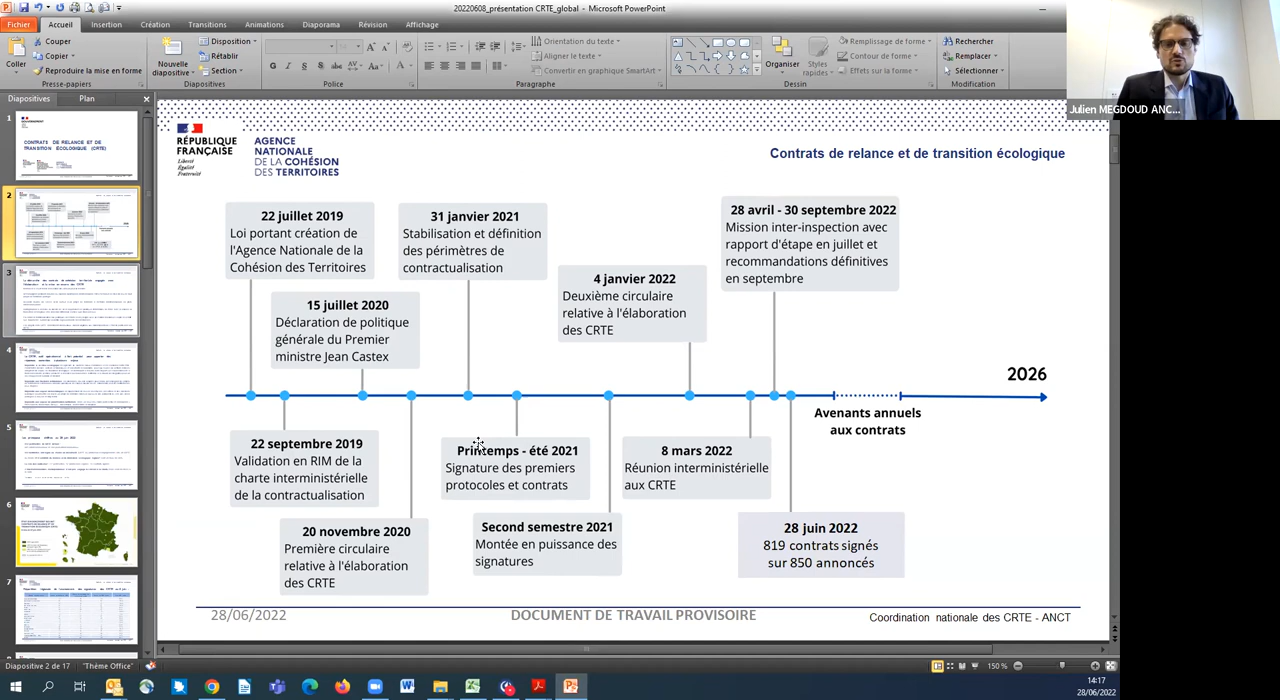 20220608_présentation CRTE_global - Microsoft PowerPoint
Fichier
Accueil
Insertion
Création
Transitions
Animations
Diaporama
Révision
Affichage
Coller
Couper
Copier
Reproduire la mise en forme
Presse-papiers
Nouvelle
diapositive
Disposition
Rétablir
Section
Diapositives
Police
Paragraphe
Orientation du texte
Aligner le texte
Convertir en graphique SmartArt
Organiser
Styles
rapides
Remplissage de forme
Contour de forme
Effets sur la forme
Dessin
Rechercher
Remplacer
Sélectionner
Modification
Julien MEGDOUD ANC...
Diapositives
Plan
1
CONTRATS DE RELANCE ET DE
TRANSITION ÉCOLOGIQUE (CRTE)
2
3
4
5
6
7
RÉPUBLIQUE
FRANÇAISE
Liberté
Égalité
Fraternité
AGENCE
NATIONALE
DE LA COHÉSION
DES TERRITOIRES
Contrats de relance et de transition écologique
22 juillet 2019
Loi portant création de
l'Agence Nationale de la
Cohésion des Territoires
31 janvier 2021
Stabilisation et définition
des périmètres de
contractualisation
28 avril - 30 septembre 2022
Mission inter-inspection avec
rapport d'étape en juillet et
recommandations définitives
en septembre
15 juillet 2020
Déclaration de politique
générale du Premier
ministre Jean Castex
4 janvier 2022
Deuxième circulaire
relative à l'élaboration
des CRTE
2026
Avenants annuels
aux contrats
22 septembre 2019
Validation en RIM de la
charte interministérielle
de la contractualisation
Printemps - été 2021
Signature des premiers
protocoles et contrats
8 mars 2022
Réunion interministérielle
aux CRTE
20 novembre 2020
Première circulaire
relative à l'élaboration
des CRTE
Second semestre 2021
Montée en puissance des
signatures
28 juin 2022
819 contrats signés
sur 850 annoncés
28/06/2022
DOCUMENT DE TRAVAIL PROVISOIRE
Coordination nationale des CRTE - ANCT
Diapositive 2 de 17
"Thème Office"
150 %
14:17
28/06/2022